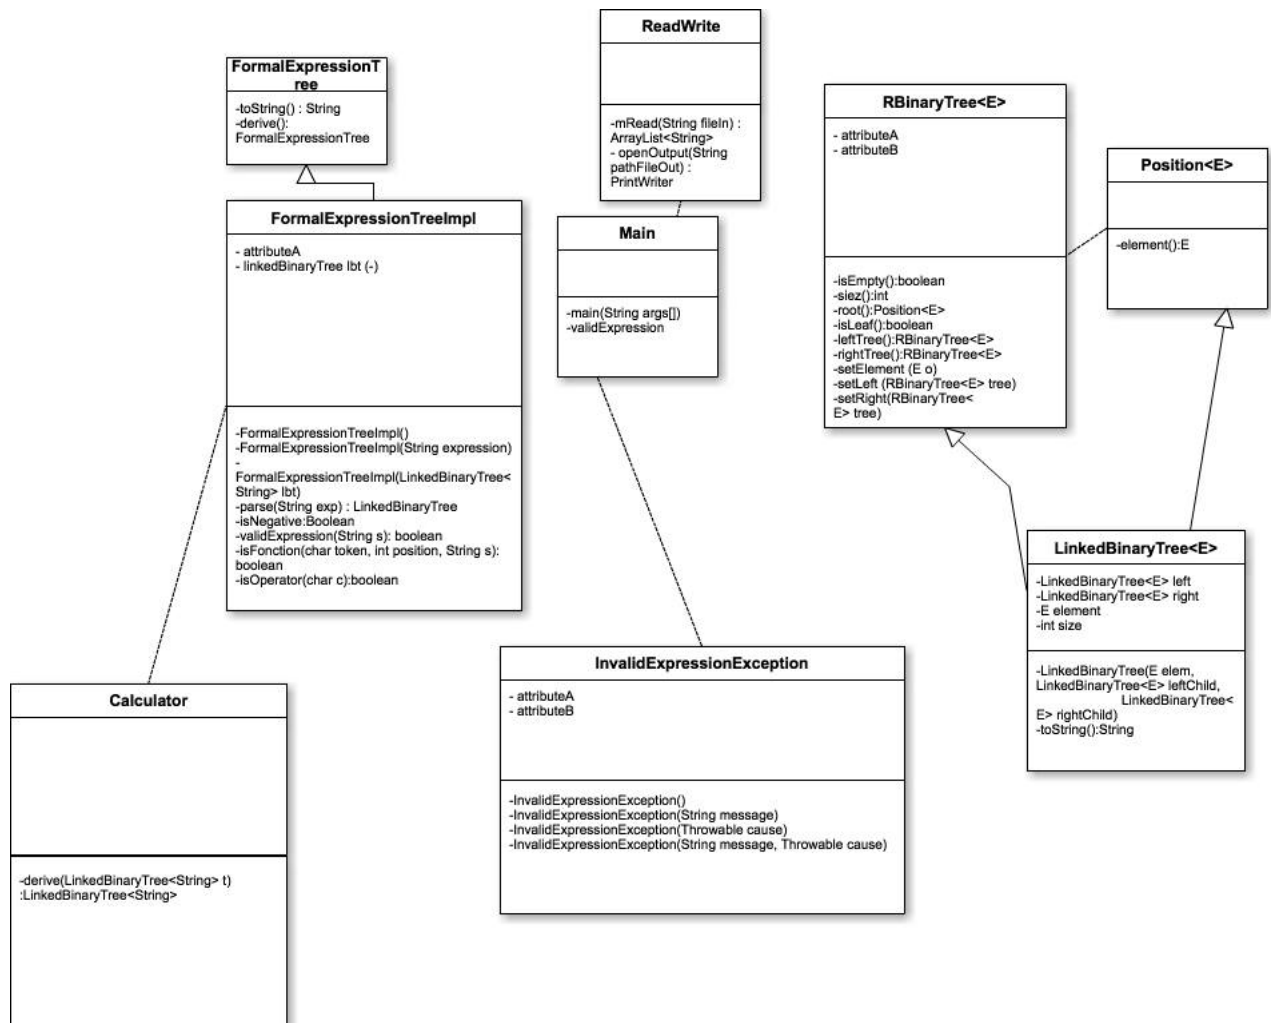 FormalExpressionT
ree
-toString() : String
-derive():
FormalExpressionTree
FormalExpressionTreeImpl
- attributeA
- linkedBinaryTree lbt (-)
-FormalExpressionTreeImpl()
-FormalExpressionTreeImpl(String expression)
-
FormalExpressionTreeImpl(LinkedBinaryTree<
String> lbt)
-parse(String exp) : LinkedBinaryTree
-isNegative:Boolean
-validExpression(String s): boolean
-isFonction(char token, int position, String s):
boolean
-isOperator(char c):boolean
Calculator
-derive(LinkedBinaryTree<String> t)
:LinkedBinaryTree<String>
ReadWrite
-mRead(String fileIn) :
ArrayList<String>
- openOutput(String
pathFileOut) :
PrintWriter
Main
-main(String args[])
-validExpression
InvalidExpressionException
- attributeA
- attributeB
-InvalidExpressionException()
-InvalidExpressionException(String message)
-InvalidExpressionException(Throwable cause)
-InvalidExpressionException(String message, Throwable cause)
RBinaryTree<E>
- attributeA
- attributeB
-isEmpty():boolean
-siez():int
-root():Position<E>
-isLeaf():boolean
-leftTree():RBinaryTree<E>
-rightTree():RBinaryTree<E>
-setElement (E o)
-setLeft (RBinaryTree<E> tree)
-setRight(RBinaryTree<
E> tree)
Position<E>
-element():E
LinkedBinaryTree<E>
-LinkedBinaryTree<E> left
-LinkedBinaryTree<E> right
-E element
-int size
-LinkedBinaryTree(E elem,
LinkedBinaryTree<E> leftChild,
LinkedBinaryTree<
E> rightChild)
-toString():String